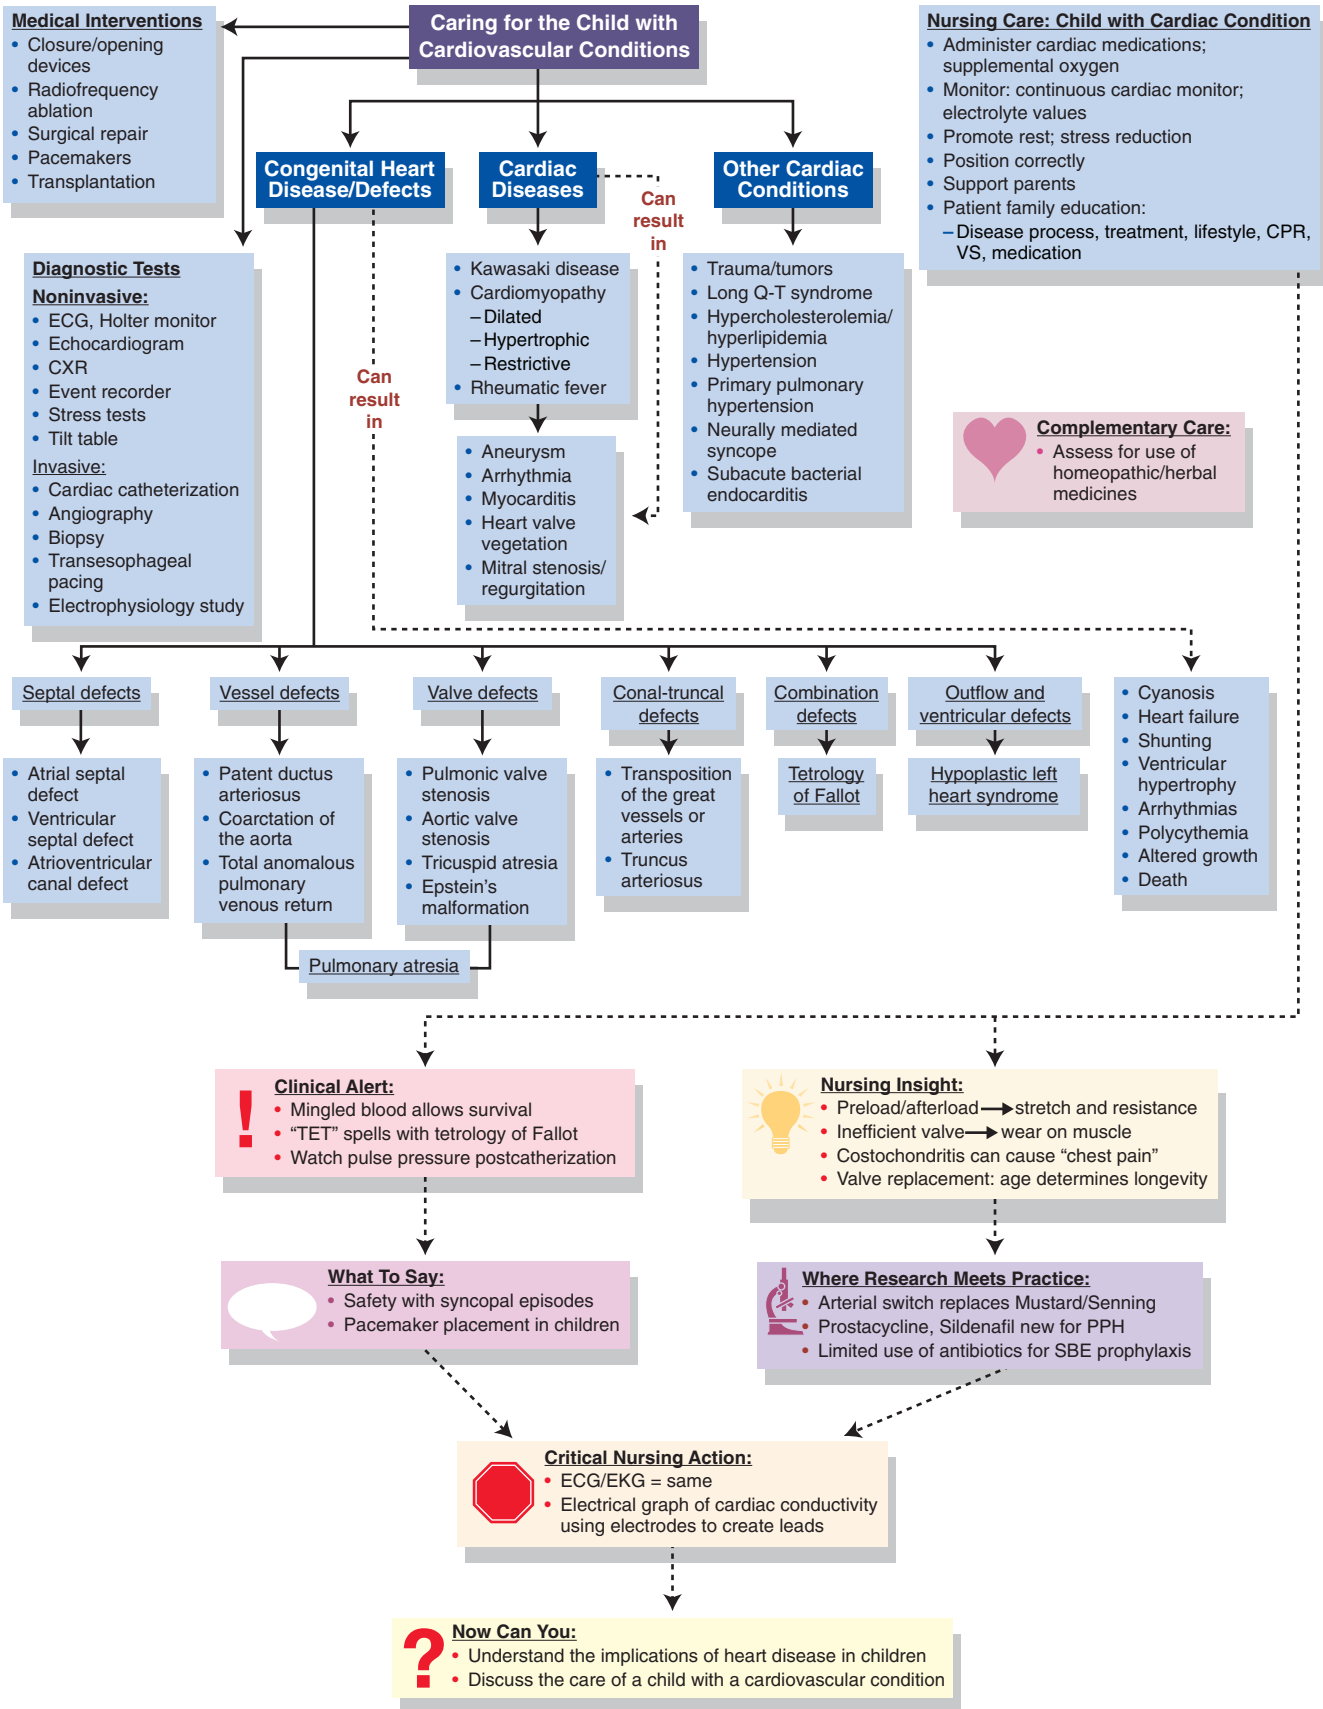 Medical Interventions
• Closure/opening
devices
• Radiofrequency
ablation
• Surgical repair
• Pacemakers
• Transplantation
Caring for the Child with
Cardiovascular Conditions
Nursing Care: Child with Cardiac Condition
• Administer cardiac medications;
supplemental oxygen
• Monitor: continuous cardiac monitor;
electrolyte values
• Promote rest; stress reduction
• Position correctly
• Support parents
• Patient family education:
– Disease process, treatment, lifestyle, CPR,
VS, medication
Congenital Heart
Disease/Defects
Cardiac
Diseases
Other Cardiac
Conditions
Can
result
in
Diagnostic Tests
Noninvasive:
• ECG, Holter monitor
• Echocardiogram
• CXR
• Event recorder
• Stress tests
• Tilt table
Invasive:
• Cardiac catheterization
• Angiography
• Biopsy
• Transesophageal
pacing
• Electrophysiology study
Can
result
in
• Kawasaki disease
• Cardiomyopathy
– Dilated
– Hypertrophic
– Restrictive
• Rheumatic fever
• Aneurysm
• Arrhythmia
• Myocarditis
• Heart valve
vegetation
• Mitral stenosis/
regurgitation
• Trauma/tumors
• Long Q-T syndrome
• Hypercholesterolemia/
hyperlipidemia
• Hypertension
• Primary pulmonary
hypertension
• Neurally mediated
syncope
• Subacute bacterial
endocarditis
Complementary Care:
• Assess for use of
homeopathic/herbal
medicines
Septal defects
Vessel defects
Valve defects
Conal-truncal
defects
Combination
defects
Outflow and
ventricular defects
• Atrial septal
defect
• Ventricular
septal defect
• Atrioventricular
canal defect
• Patent ductus
arteriosus
• Coarctation of
the aorta
• Total anomalous
pulmonary
venous return
• Pulmonic valve
stenosis
• Aortic valve
stenosis
• Tricuspid atresia
• Epstein's
malformation
Pulmonary atresia
• Transposition
of the great
vessels or
arteries
• Truncus
arteriosus
Tetrology
of Fallot
Hypoplastic left
heart syndrome
• Cyanosis
• Heart failure
• Shunting
• Ventricular
hypertrophy
• Arrhythmias
• Polycythemia
• Altered growth
• Death
! Clinical Alert:
• Mingled blood allows survival
• “TET” spells with tetrology of Fallot
• Watch pulse pressure postcatherization
Nursing Insight:
• Preload/afterload→stretch and resistance
• Inefficient valve→wear on muscle
• Costochondritis can cause “chest pain”
• Valve replacement: age determines longevity
What To Say:
• Safety with syncopal episodes
• Pacemaker placement in children
Where Research Meets Practice:
• Arterial switch replaces Mustard/Senning
• Prostacycline, Sildenafil new for PPH
• Limited use of antibiotics for SBE prophylaxis
Critical Nursing Action:
• ECG/EKG = same
• Electrical graph of cardiac conductivity
using electrodes to create leads
? Now Can You:
• Understand the implications of heart disease in children
• Discuss the care of a child with a cardiovascular condition